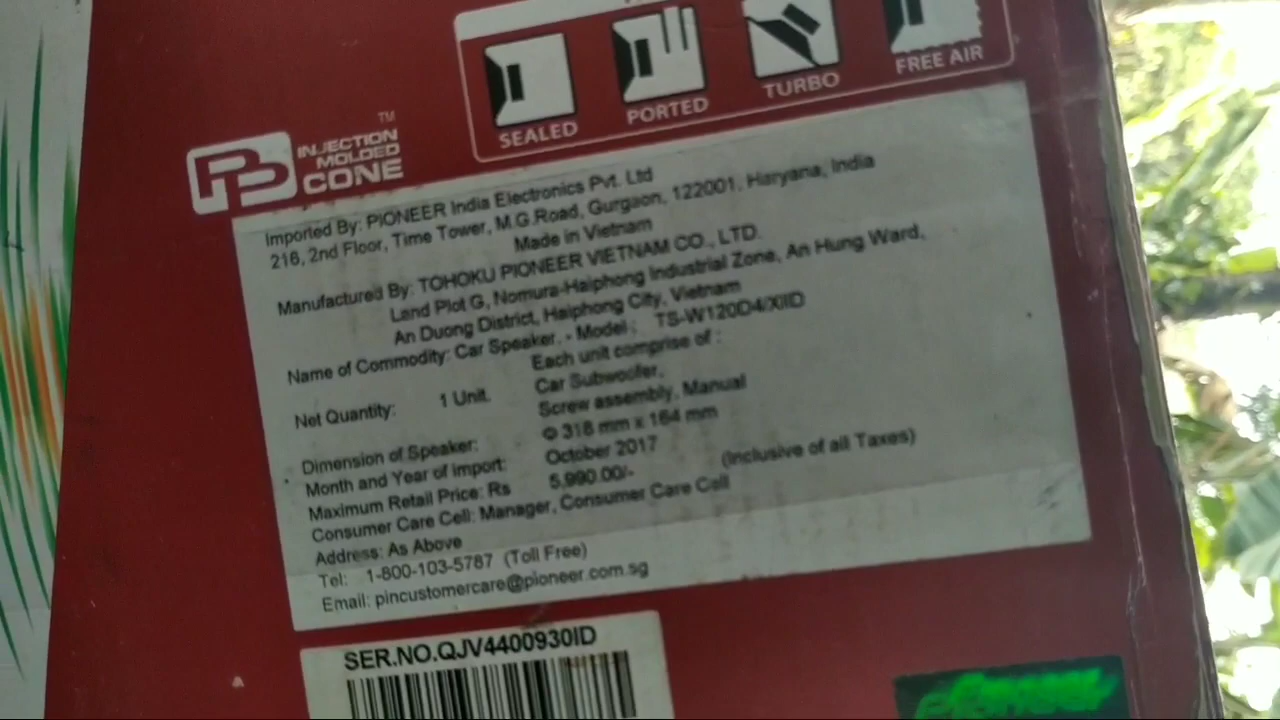 SEALED
PORTED
TURBO
FREE AIR
INJECTION
MOLDED
CONE
TM
Imported By: PIONEER India Electronics Pvt. Ltd
216, 2nd Floor, Time Tower, M.G.Road, Gurgaon, 122001, Haryana, India
Made in Vietnam
Manufactured By: TOHOKU PIONEER VIETNAM CO., LTD.
Land Plot G, Nomura-Haiphong Industrial Zone, An Hung Ward,
An Duong District, Haiphong City, Vietnam
Name of Commodity: Car Speaker, - Model: TS-W120D4/XIID
Each unit comprise of :
Net Quantity: 1 Unit. Car Subwoofer,
Screw assembly, Manual
Dimension of Speaker: Φ 318 mm x 164 mm
Month and Year of import: October 2017
Maximum Retail Price: Rs 5,990.00/- (Inclusive of all Taxes)
Consumer Care Cell: Manager, Consumer Care Cell
Address: As Above
Tel: 1-800-103-5787 (Toll Free)
Email: pincustomercare@pioneer.com.sg
SER.NO.QJV4400930ID
Pioneer